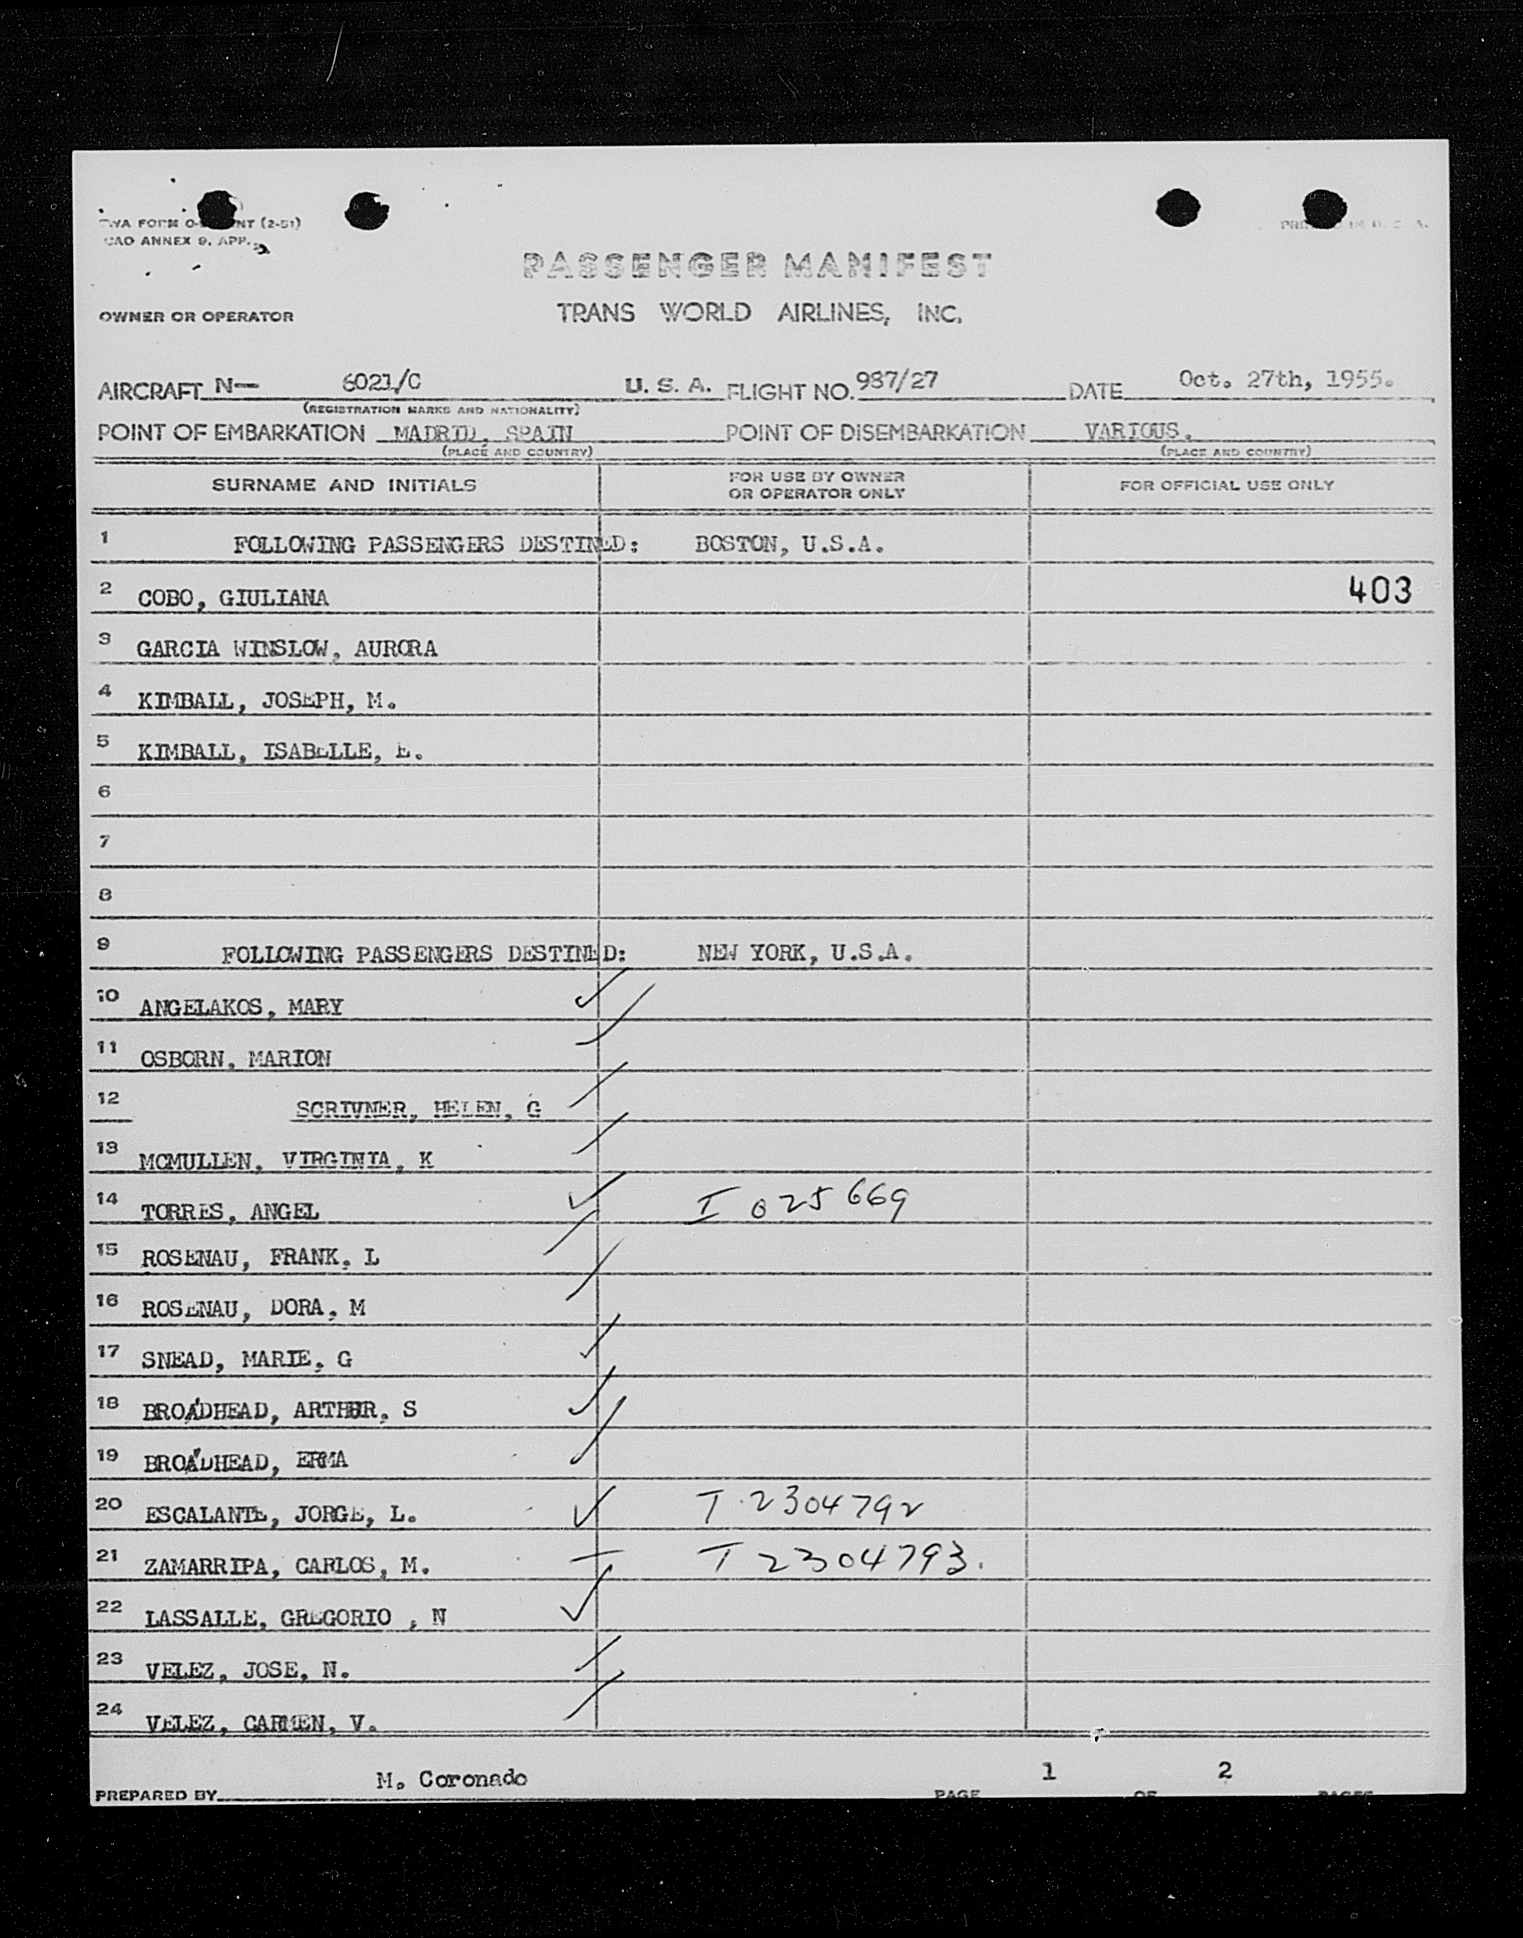 TWA FORM O- NT (2-51)
ICAO ANNEX 9, APP.
PRINTED IN U. S. A.
PASSENGER MANIFEST
OWNER OR OPERATOR TRANS WORLD AIRLINES, INC.
AIRCRAFT N— 6021/C U. S. A. FLIGHT NO. 987/27 DATE Oct. 27th, 1955.
(REGISTRATION MARKS AND NATIONALITY)
POINT OF EMBARKATION MADRID, SPAIN POINT OF DISEMBARKATION VARIOUS.
(PLACE AND COUNTRY) (PLACE AND COUNTRY)
SURNAME AND INITIALS FOR USE BY OWNER OR OPERATOR ONLY FOR OFFICIAL USE ONLY
1 FOLLOWING PASSENGERS DESTINED: BOSTON, U.S.A.
2 COBO, GIULIANA 403
3 GARCIA WINSLOW, AURORA
4 KIMBALL, JOSEPH, M.
5 KIMBALL, ISABELLE, E.
6
7
8
9 FOLLOWING PASSENGERS DESTINED: NEW YORK, U.S.A.
10 ANGELAKOS, MARY
11 OSBORN, MARION
12 SCRIVNER, HELEN, G
13 MCMULLEN, VIRGINIA, K
14 TORRES, ANGEL I 025669
15 ROSENAU, FRANK, L
16 ROSENAU, DORA, M
17 SNEAD, MARIE, G
18 BROADHEAD, ARTHUR, S
19 BROADHEAD, ERMA
20 ESCALANTE, JORGE, L. T 2304792
21 ZAMARRIPA, CARLOS, M. T 2304793.
22 LASSALLE, GREGORIO , N
23 VELEZ, JOSE, N.
24 VELEZ, CARMEN, V.
PREPARED BY M. Coronado PAGE 1 OF 2 PAGES